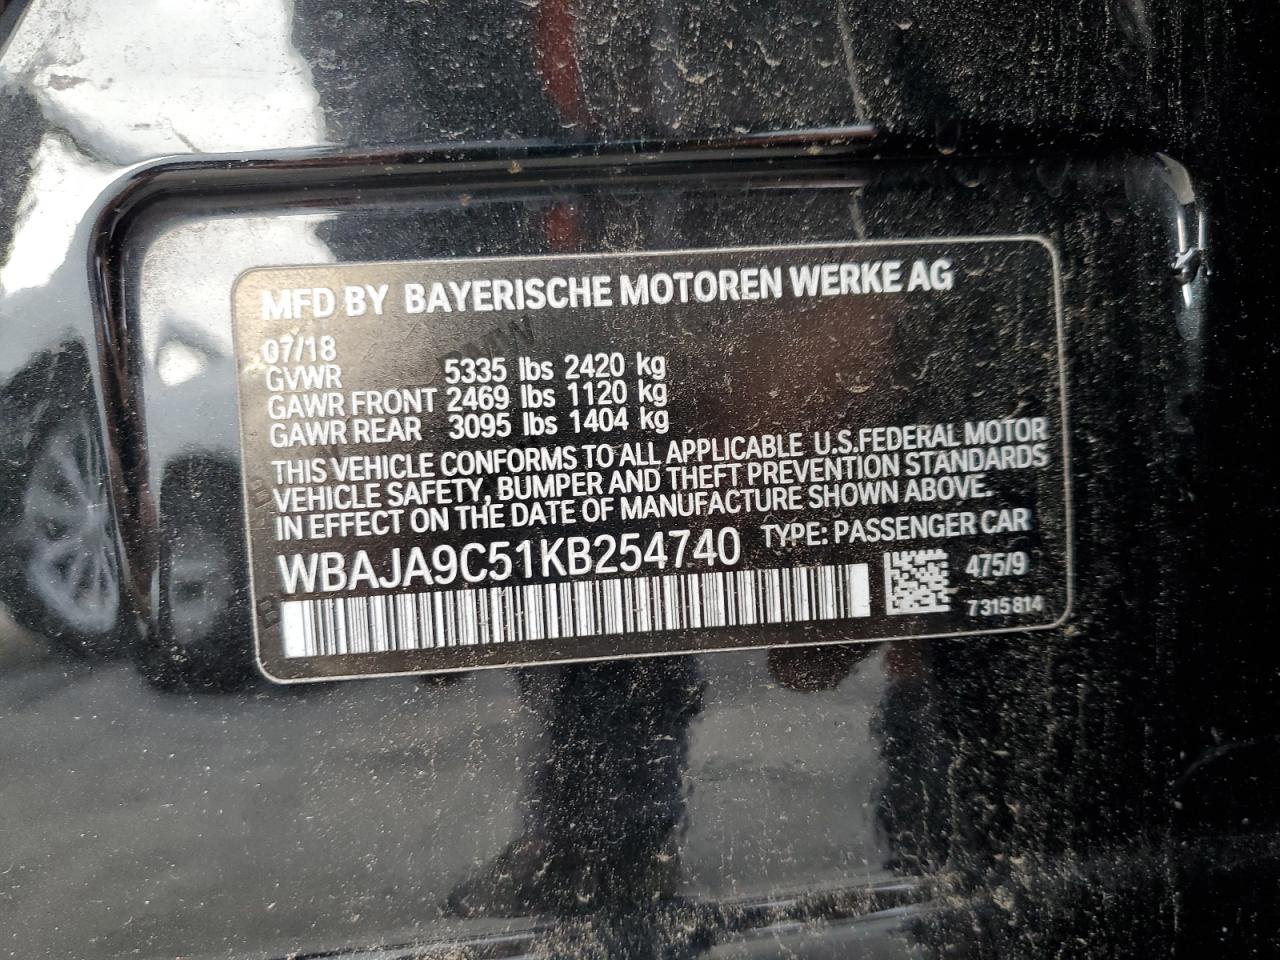 MFD BY BAYERISCHE MOTOREN WERKE AG
07/18
GVWR 5335 lbs 2420 kg
GAWR FRONT 2469 lbs 1120 kg
GAWR REAR 3095 lbs 1404 kg
THIS VEHICLE CONFORMS TO ALL APPLICABLE U.S.FEDERAL MOTOR
VEHICLE SAFETY, BUMPER AND THEFT PREVENTION STANDARDS
IN EFFECT ON THE DATE OF MANUFACTURE SHOWN ABOVE.
WBAJA9C51KB254740 TYPE: PASSENGER CAR
475/9
7 315 814